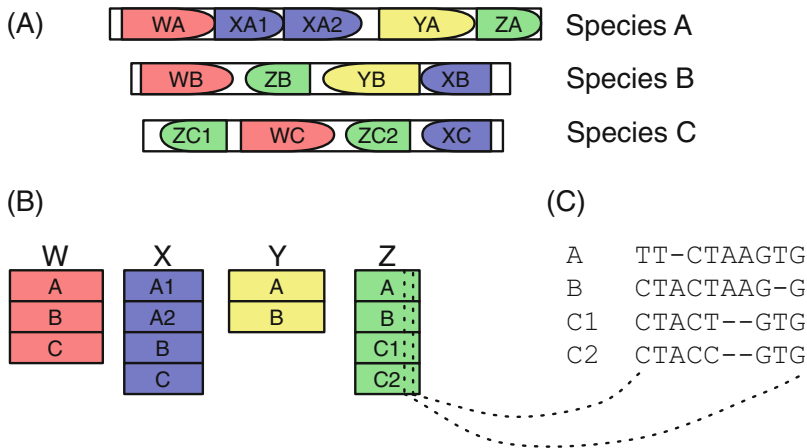 (A) WA XA1 XA2 YA ZA Species A
WB ZB YB XB Species B
ZC1 WC ZC2 XC Species C
(B) (C)
W X Y Z
A A1 A A
B A2 B B
C B C1
C C2
A TT-CTAAGTG
B CTACTAAG-G
C1 CTACT--GTG
C2 CTACC--GTG